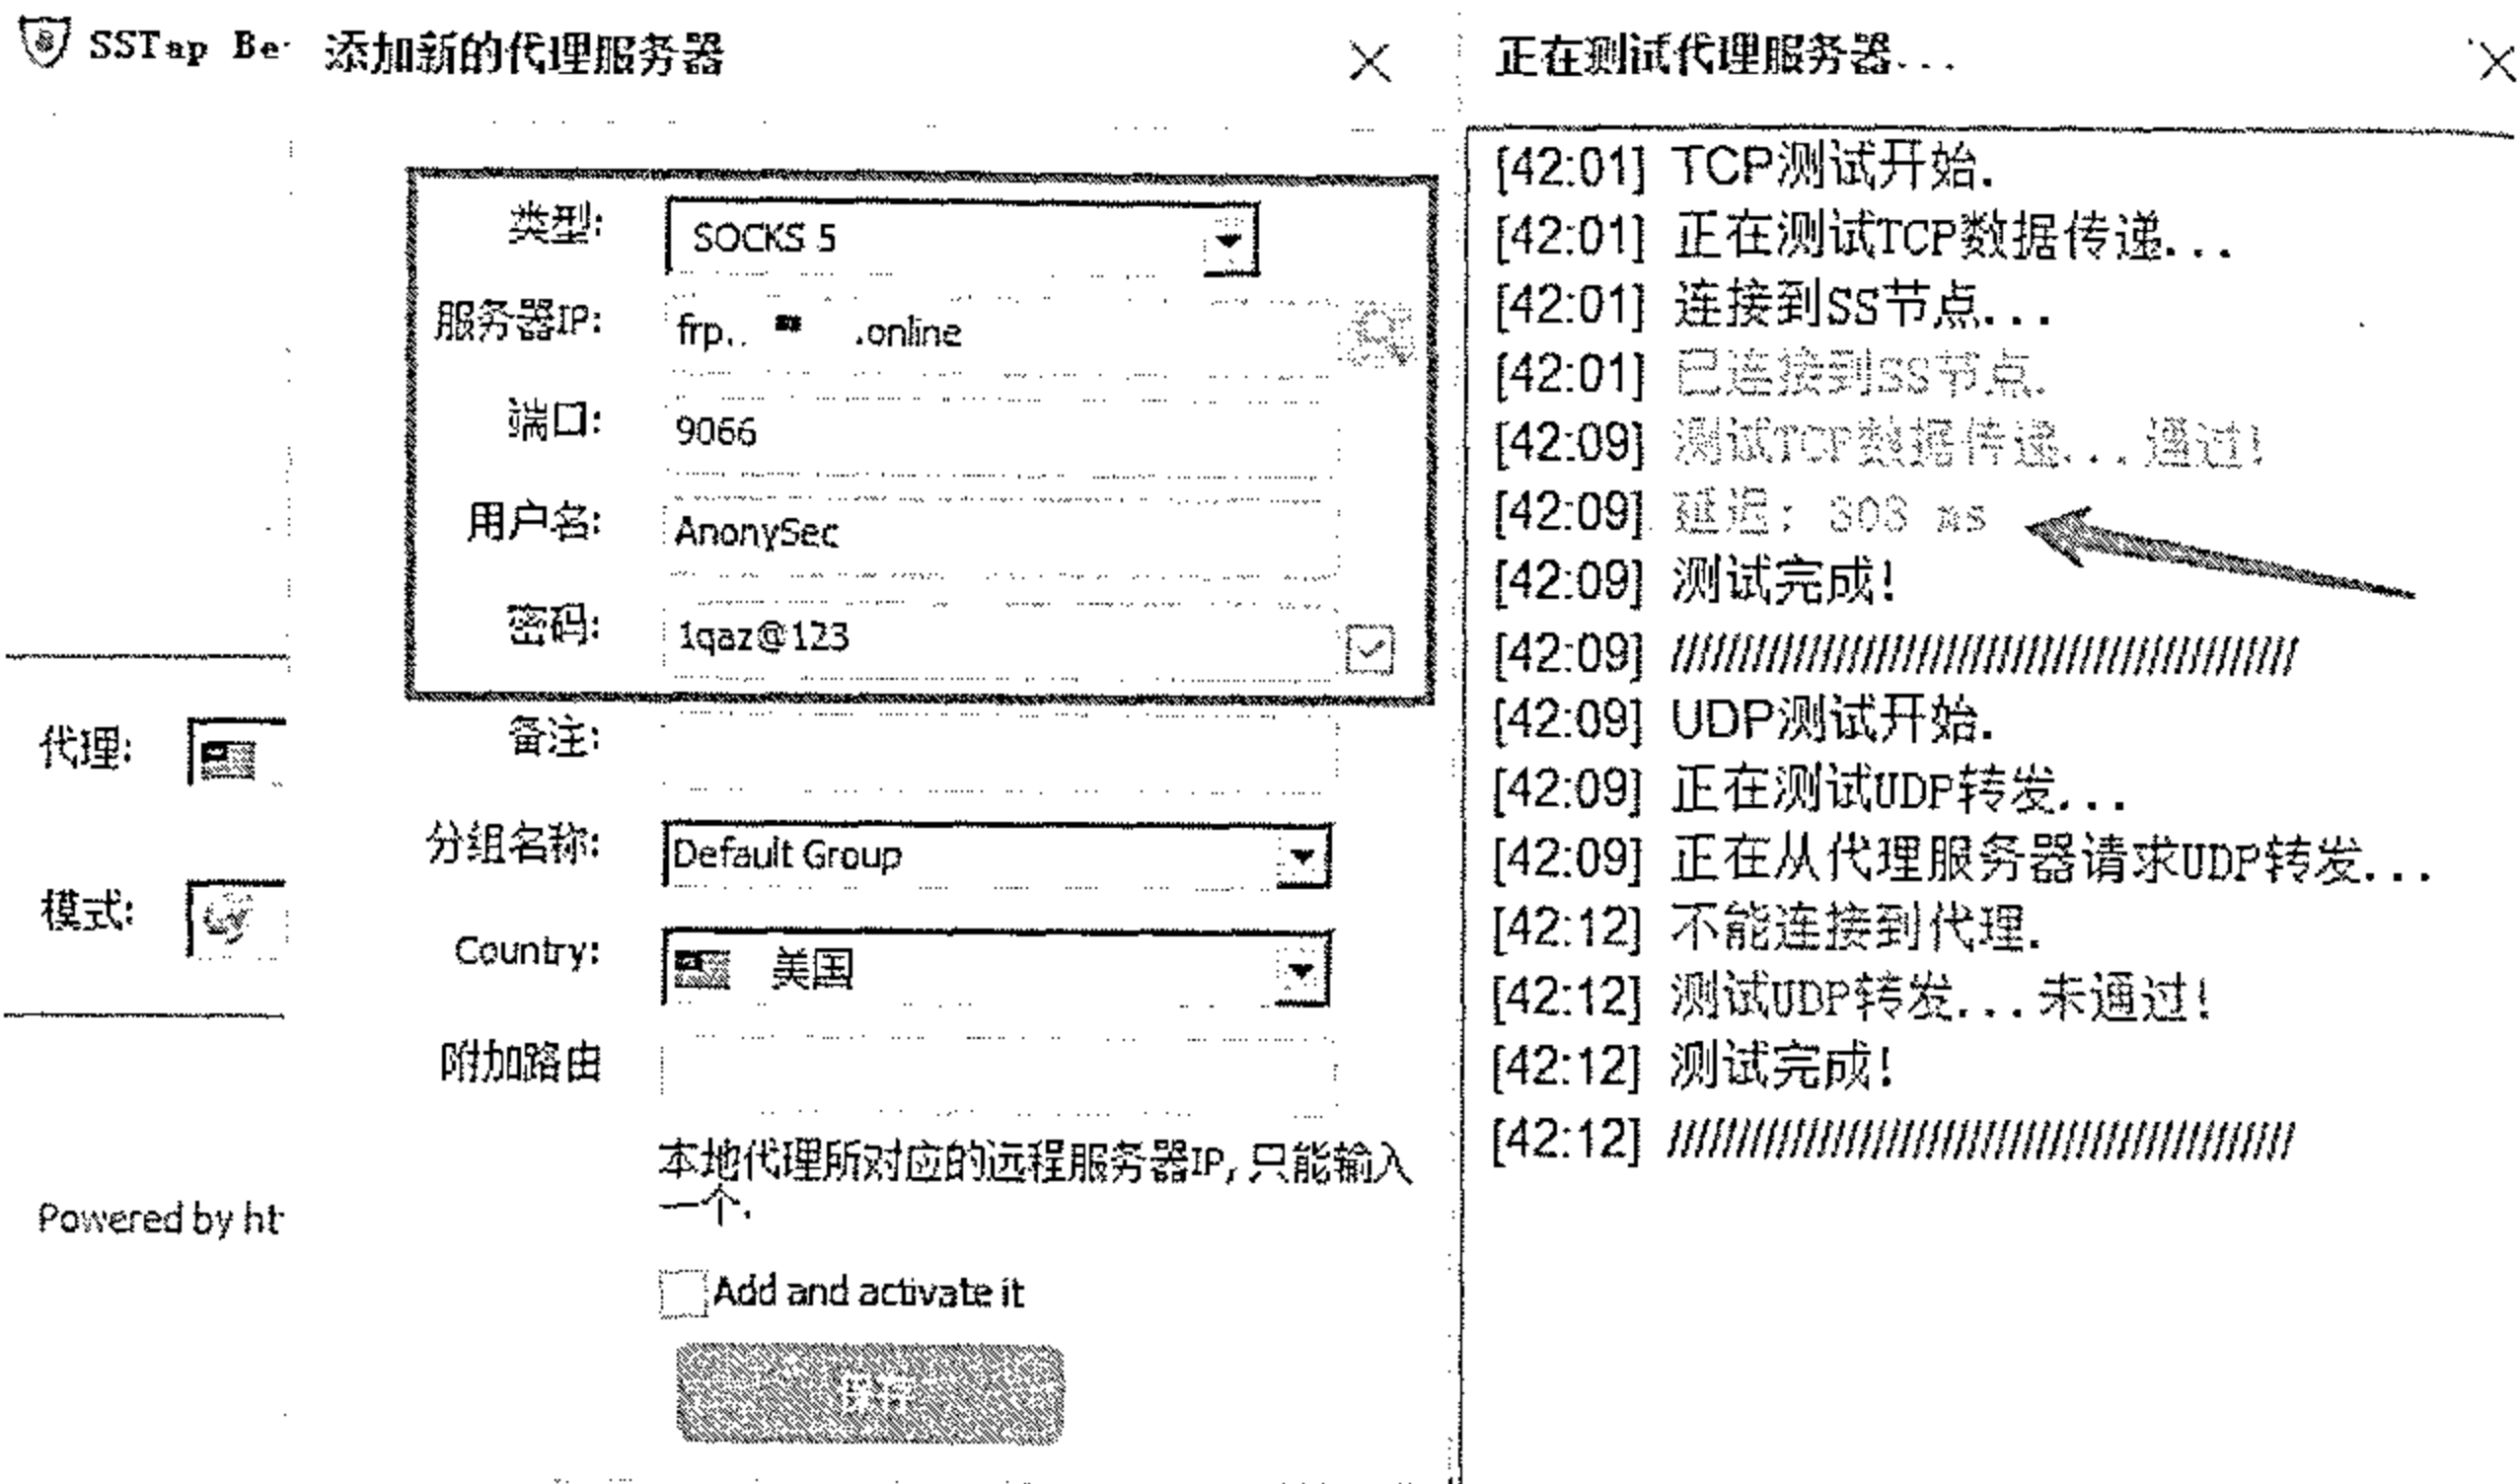 SSTap Be
添加新的代理服务器
类型:
SOCKS 5
服务器IP:
frp.
.online
端口:
9066
用户名:
AnonySec
密码:
1qaz@123
代理:
备注:
分组名称:
Default Group
模式:
Country:
美国
附加路由
本地代理所对应的远程服务器IP, 只能输入
一个.
Powered by ht
Add and activate it
保存
正在测试代理服务器...
[42:01] TCP测试开始.
[42:01] 正在测试TCP数据传递...
[42:01] 连接到SS节点...
[42:01] 已连接到SS节点.
[42:09] 测试TCP数据传递... 通过!
[42:09] 延迟: 308 ms
[42:09] 测试完成!
[42:09] ////////////////////////////////////////////////
[42:09] UDP测试开始.
[42:09] 正在测试UDP转发...
[42:09] 正在从代理服务器请求UDP转发...
[42:12] 不能连接到代理.
[42:12] 测试UDP转发... 未通过!
[42:12] 测试完成!
[42:12] ////////////////////////////////////////////////